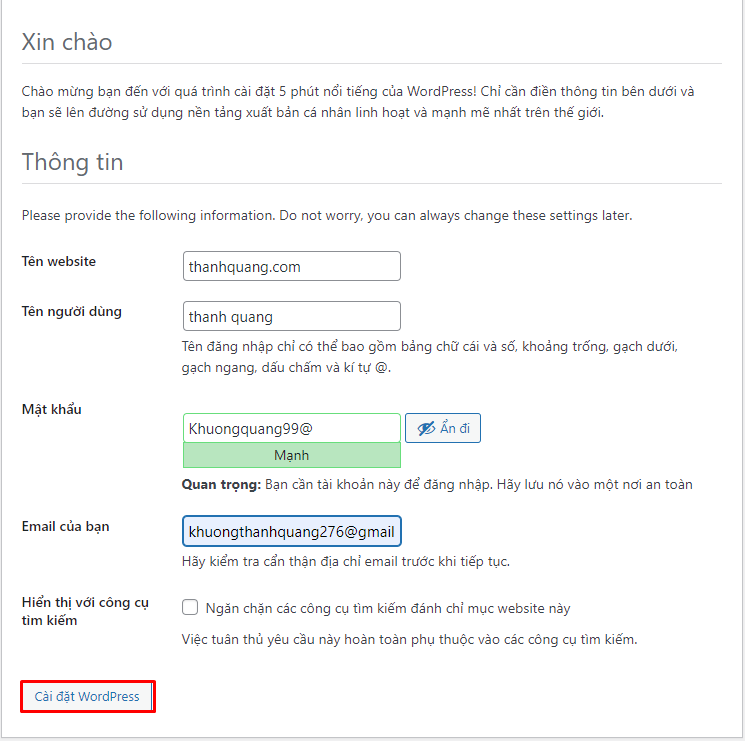 Xin chào
Chào mừng bạn đến với quá trình cài đặt 5 phút nổi tiếng của WordPress! Chỉ cần điền thông tin bên dưới và
bạn sẽ lên đường sử dụng nền tảng xuất bản cá nhân linh hoạt và mạnh mẽ nhất trên thế giới.
Thông tin
Please provide the following information. Do not worry, you can always change these settings later.
Tên website
thanhquang.com
Tên người dùng
thanh quang
Tên đăng nhập chỉ có thể bao gồm bảng chữ cái và số, khoảng trống, gạch dưới,
gạch ngang, dấu chấm và kí tự @.
Mật khẩu
Khuongquang99@
Ẩn đi
Mạnh
Quan trọng: Bạn cần tài khoản này để đăng nhập. Hãy lưu nó vào một nơi an toàn
Email của bạn
khuongthanhquang276@gmail
Hãy kiểm tra cẩn thận địa chỉ email trước khi tiếp tục.
Hiển thị với công cụ
tìm kiếm
Ngăn chặn các công cụ tìm kiếm đánh chỉ mục website này
Việc tuân thủ yêu cầu này hoàn toàn phụ thuộc vào các công cụ tìm kiếm.
Cài đặt WordPress